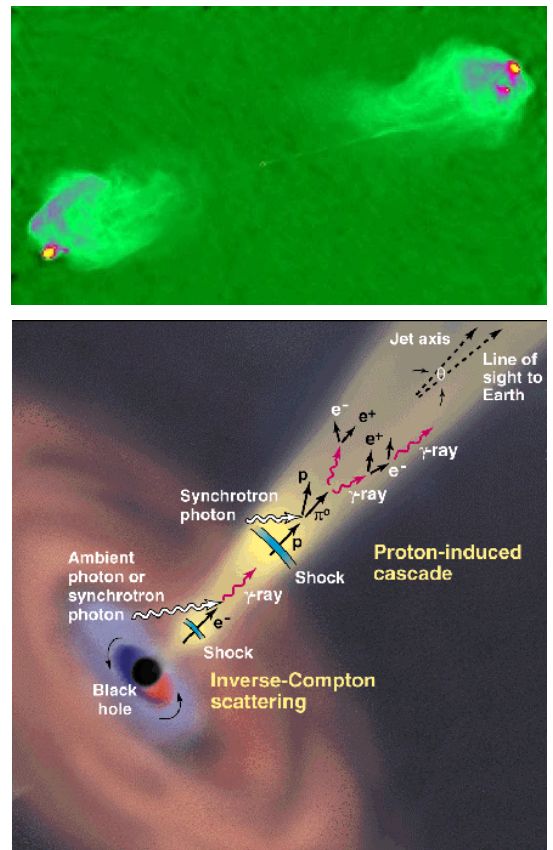 Jet axis
Line of
sight to
Earth
θ
e⁻
e⁺
e⁺
e⁻
γ-ray
γ-ray
p
π⁰
Synchrotron
photon
p
Shock
Proton-induced
cascade
Ambient
photon or
synchrotron
photon
γ-ray
e⁻
Shock
Black
hole
Inverse-Compton
scattering